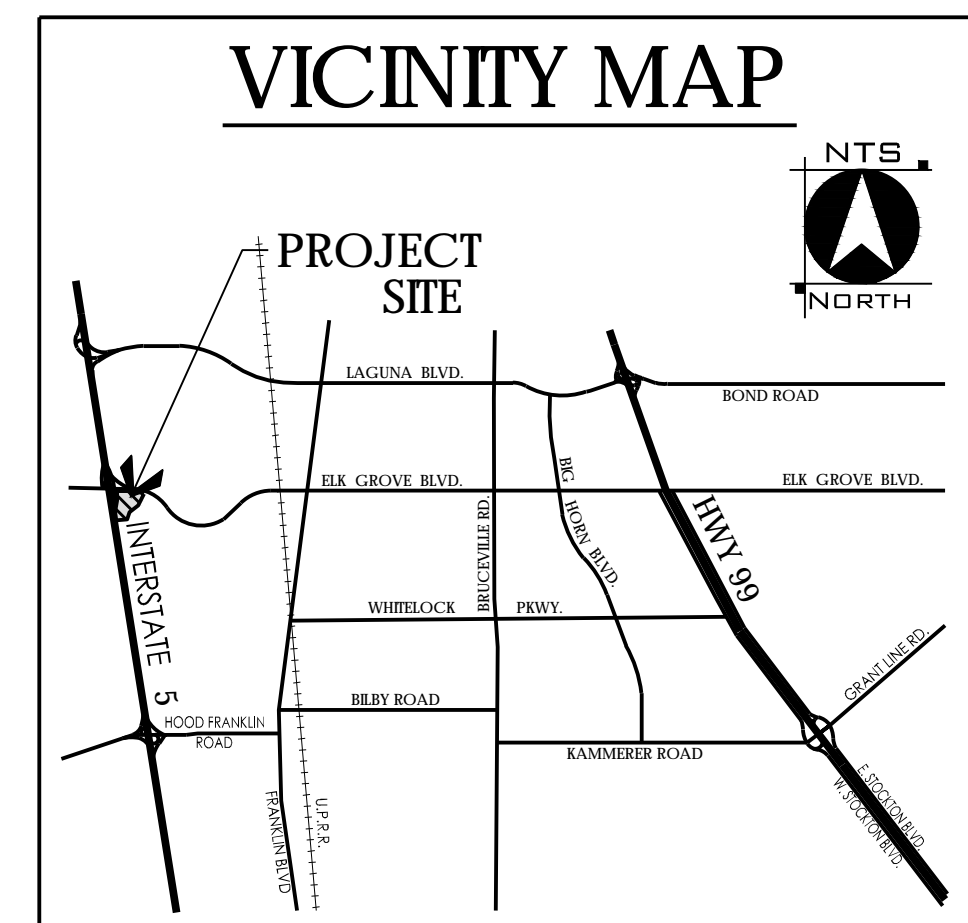 VICINITY MAP
NTS
NORTH
PROJECT
SITE
LAGUNA BLVD.
BOND ROAD
ELK GROVE BLVD.
ELK GROVE BLVD.
BIG HORN BLVD.
BRUCEVILLE RD.
HWY 99
INTERSTATE 5
WHITELOCK PKWY.
GRANT LINE RD.
BILBY ROAD
HOOD FRANKLIN
ROAD
KAMMERER ROAD
FRANKLIN BLVD
U.P.R.R.
E. STOCKTON BLVD.
W. STOCKTON BLVD.